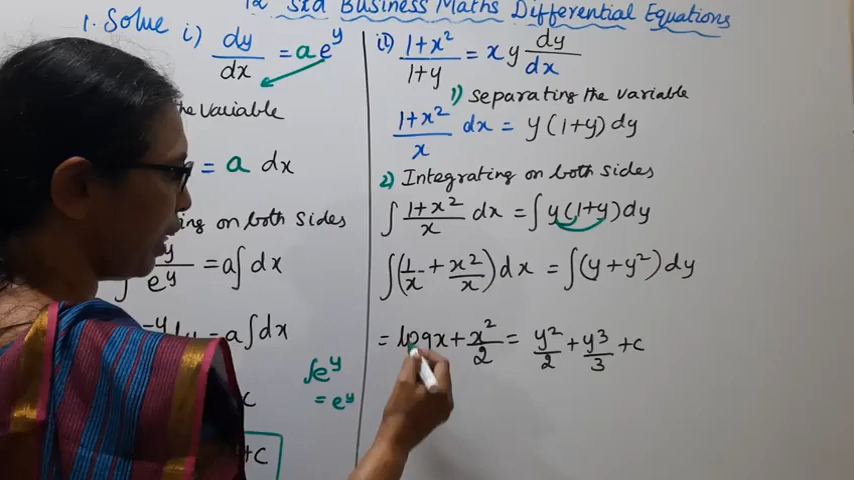 12 Std Business Maths Differential Equations
1. Solve i) dy/dx = a e^y
the variable
= a dx
on both sides
∫ y/e^y = a∫dx
-y dy = a∫dx
∫e^y
= e^y
c
+c
ii) 1+x²/1+y = x y dy/dx
1) separating the variable
1+x²/x dx = y(1+y)dy
2) Integrating on both sides
∫ 1+x²/x dx = ∫y(1+y)dy
∫(1/x + x²/x)dx = ∫(y+y²)dy
= logx + x²/2 = y²/2 + y³/3 + c